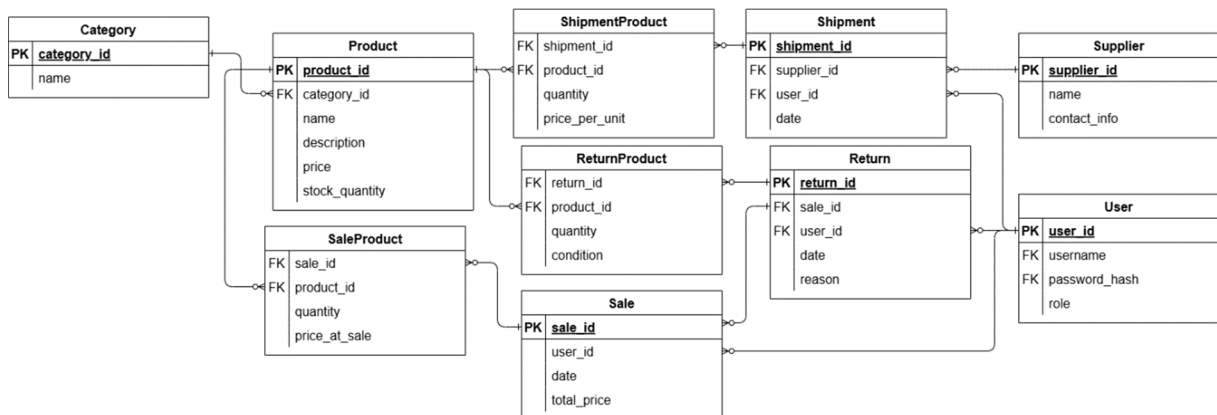 Category
PK category_id
name
Product
PK product_id
FK category_id
name
description
price
stock_quantity
ShipmentProduct
FK shipment_id
FK product_id
quantity
price_per_unit
Shipment
PK shipment_id
FK supplier_id
FK user_id
date
Supplier
PK supplier_id
name
contact_info
ReturnProduct
FK return_id
FK product_id
quantity
condition
Return
PK return_id
FK sale_id
FK user_id
date
reason
User
PK user_id
FK username
FK password_hash
role
SaleProduct
FK sale_id
FK product_id
quantity
price_at_sale
Sale
PK sale_id
user_id
date
total_price